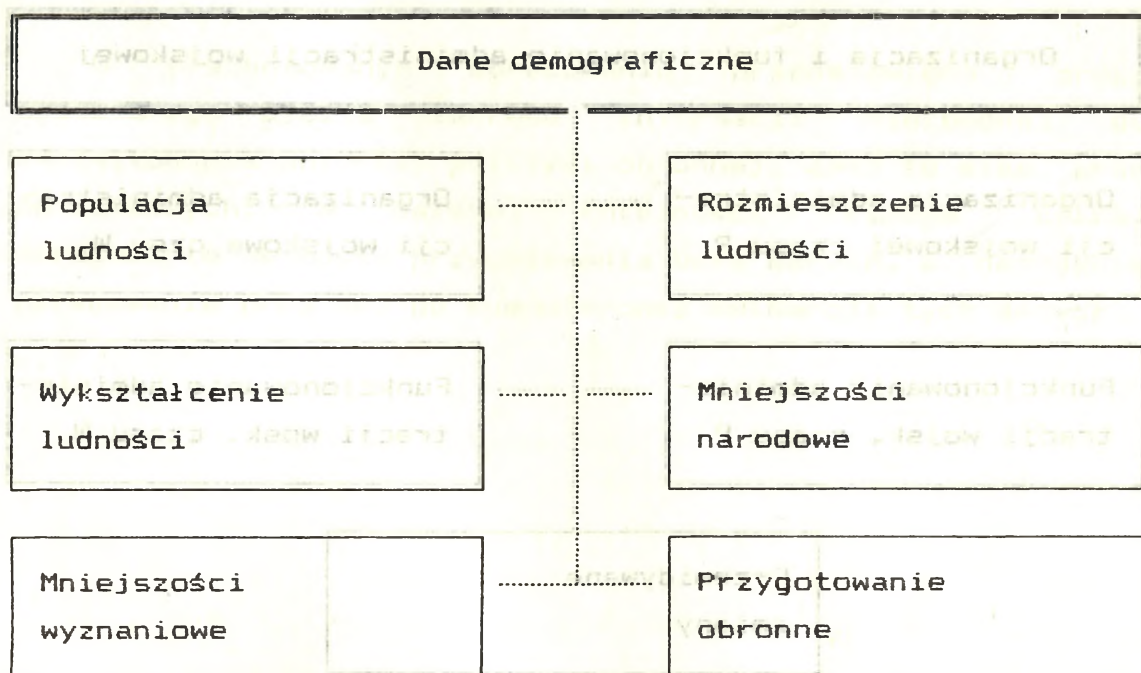 Dane demograficzne
Populacja
ludności
Rozmieszczenie
ludności
Wykształcenie
ludności
Mniejszości
narodowe
Mniejszości
wyznaniowe
Przygotowanie
obronne